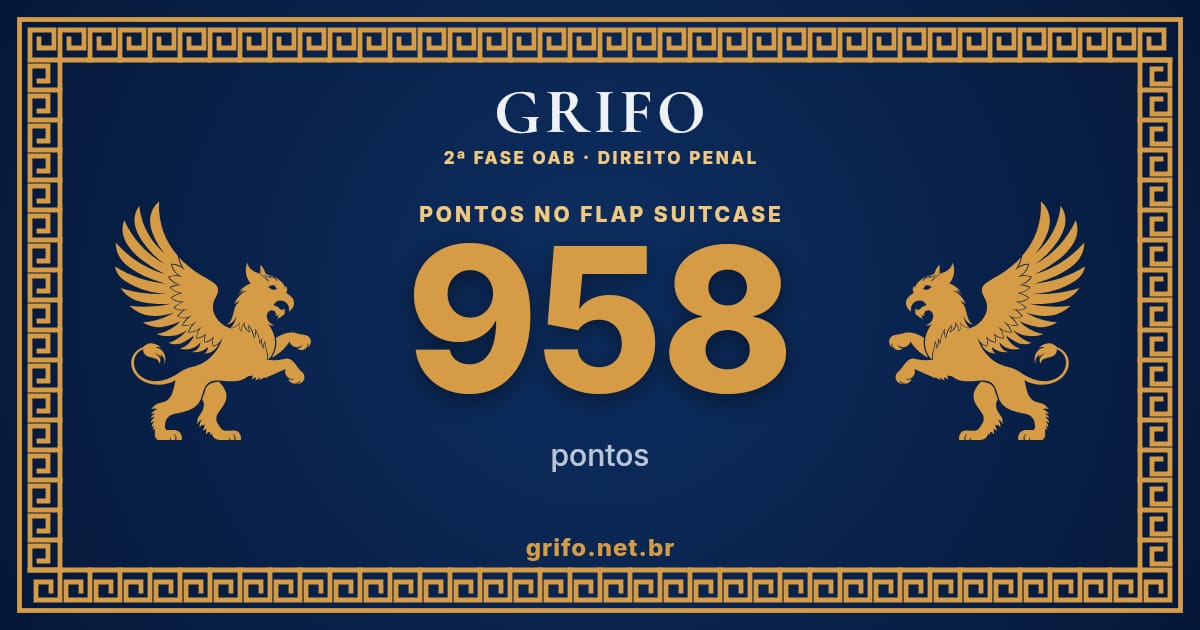 GRIFO
2ª FASE OAB · DIREITO PENAL
PONTOS NO FLAP SUITCASE
958
pontos
grifo.net.br